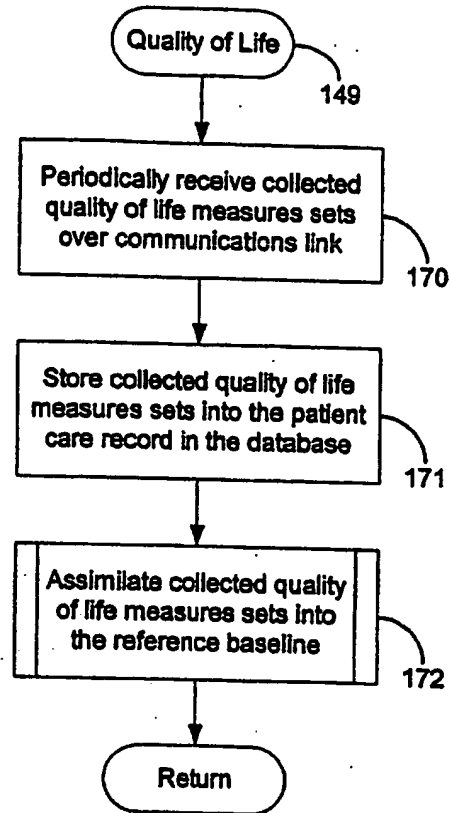 Quality of Life
149
Periodically receive collected
quality of life measures sets
over communications link
170
Store collected quality of life
measures sets into the patient
care record in the database
171
Assimilate collected quality
of life measures sets into
the reference baseline
172
Return